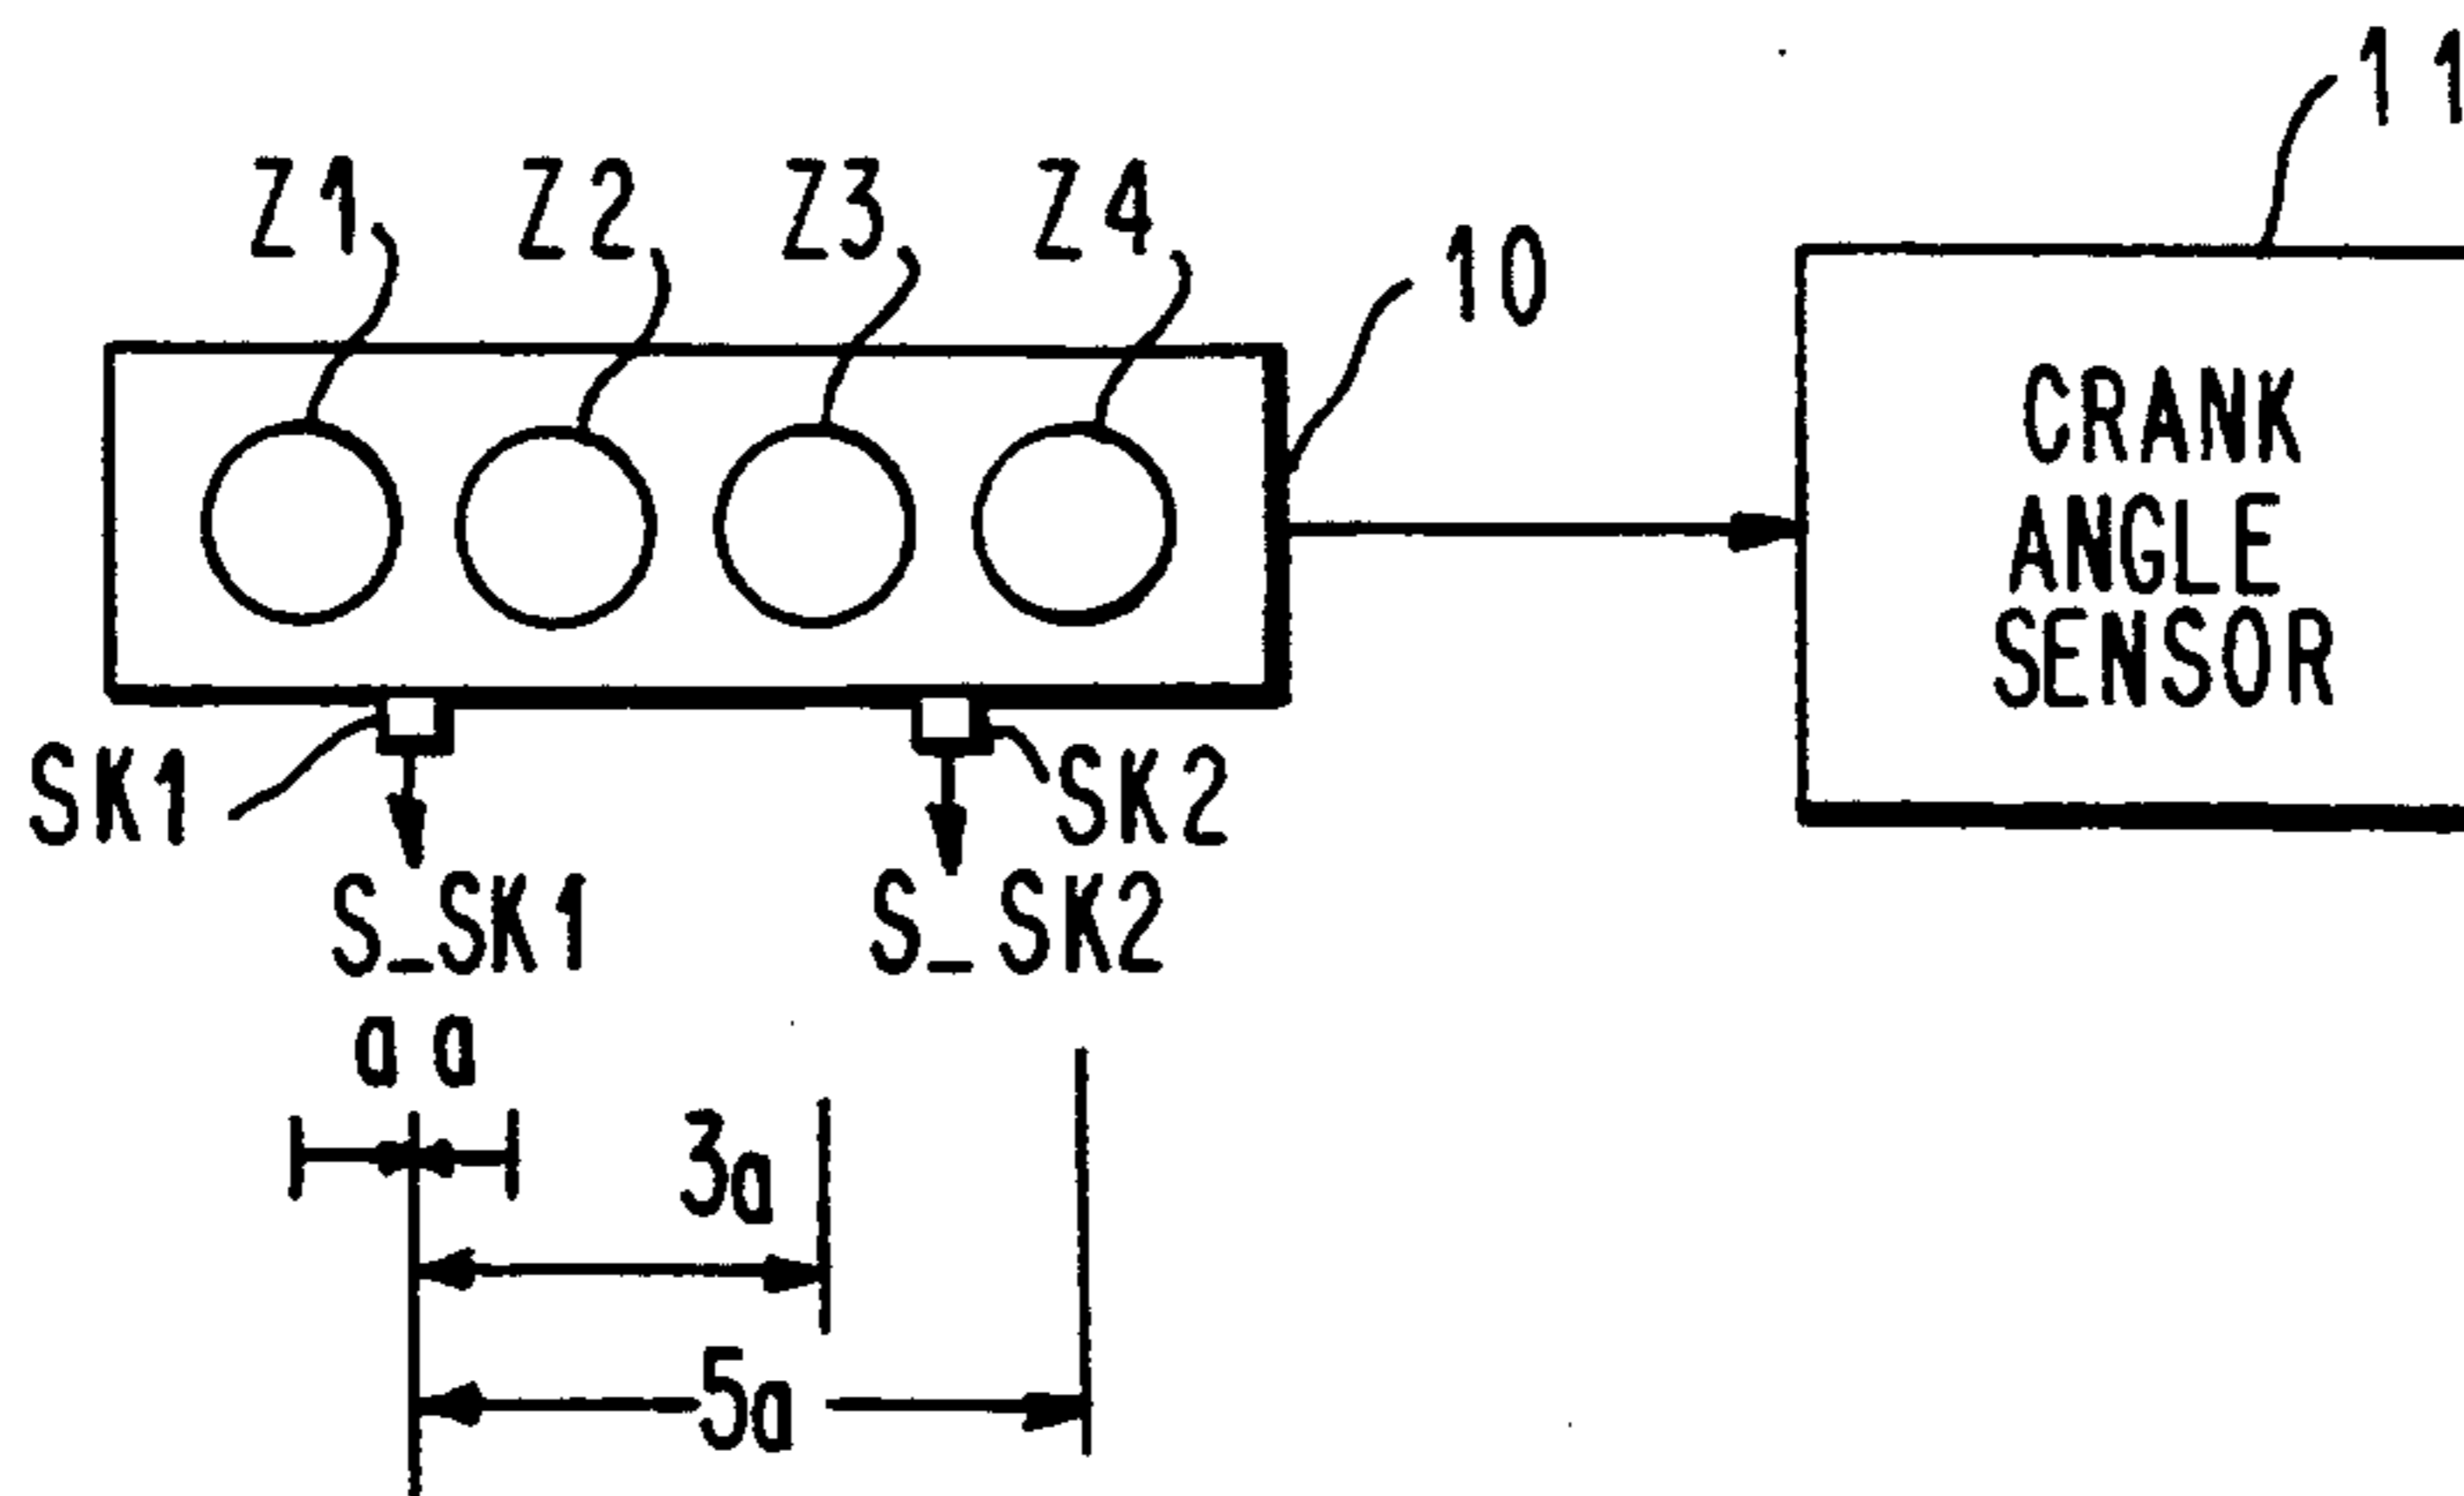 11
Z1 Z2 Z3 Z4
10
CRANK
ANGLE
SENSOR
SK1
SK2
S_SK1
S_SK2
a a
3a
5a